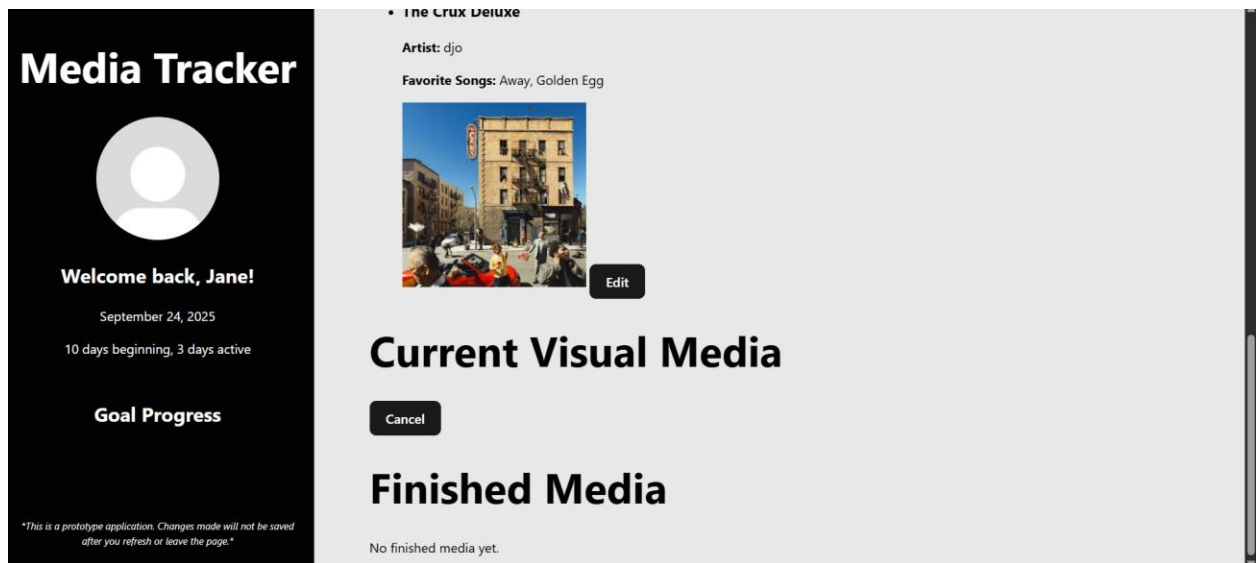 Media Tracker
Welcome back, Jane!
September 24, 2025
10 days beginning, 3 days active
Goal Progress
*This is a prototype application. Changes made will not be saved
after you refresh or leave the page.*
The Crux Deluxe
Artist: djo
Favorite Songs: Away, Golden Egg
Edit
Current Visual Media
Cancel
Finished Media
No finished media yet.